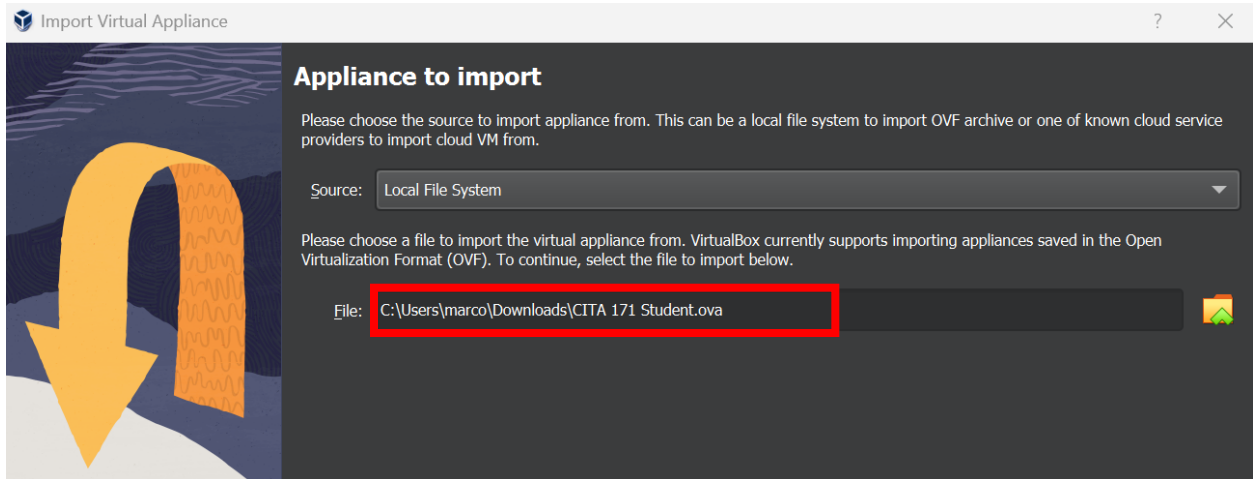 Import Virtual Appliance
Appliance to import
Please choose the source to import appliance from. This can be a local file system to import OVF archive or one of known cloud service
providers to import cloud VM from.
Source: Local File System
Please choose a file to import the virtual appliance from. VirtualBox currently supports importing appliances saved in the Open
Virtualization Format (OVF). To continue, select the file to import below.
File: C:\Users\marco\Downloads\CITA 171 Student.ova